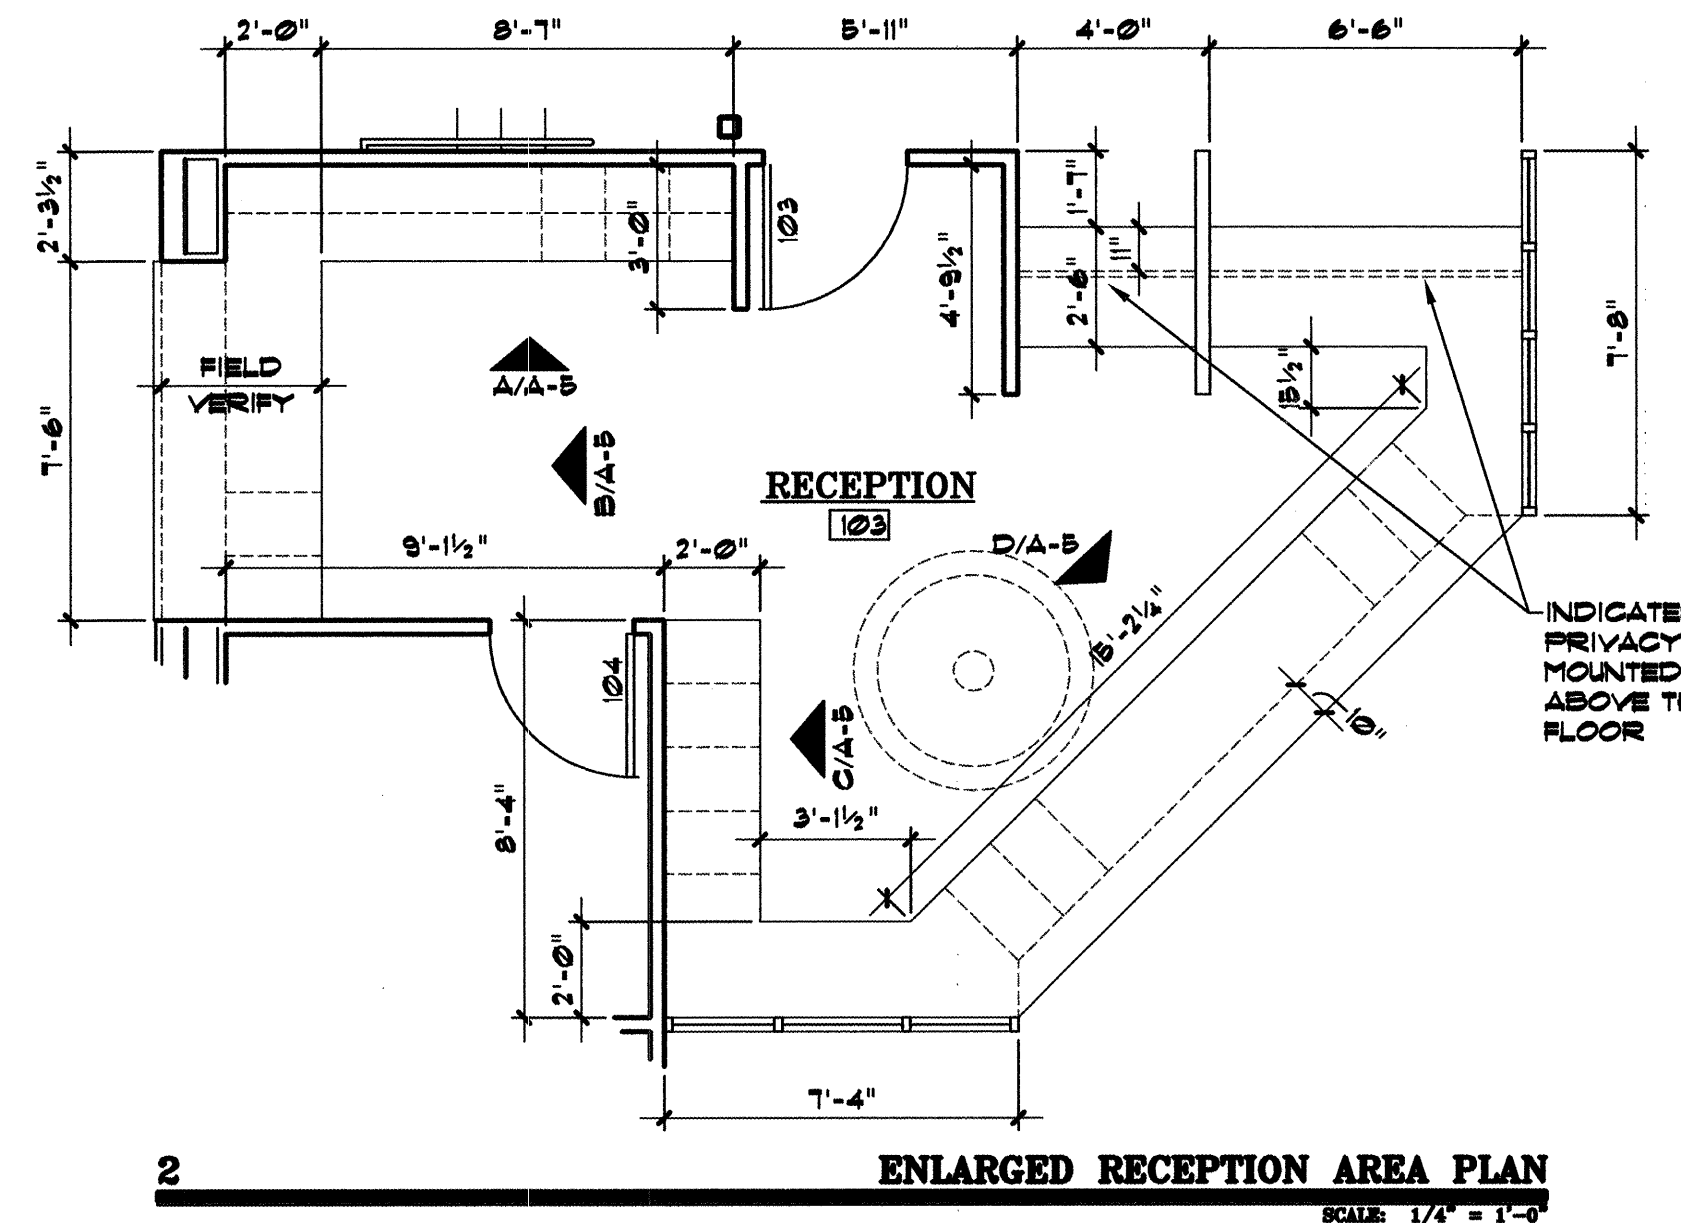 2'-0" 8'-7" 5'-11" 4'-0" 6'-6"
2'-3½"
3'-0"
103
4'-9½"
1'-7"
11"
2'-6"
7'-8"
FIELD
VERIFY
A/A-5
15½"
7'-6"
B/A-5
RECEPTION
103
9'-1½" 2'-0"
D/A-5
15'-2¼"
INDICATE
PRIVACY
MOUNTED
ABOVE
FLOOR
104
C/A-5
10"
8'-4"
3'-1½"
2'-0"
7'-4"
2 ENLARGED RECEPTION AREA PLAN
SCALE: 1/4" = 1'-0"